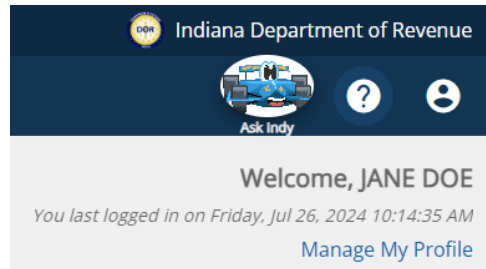 DOR
Indiana Department of Revenue
?
Ask Indy
Welcome, JANE DOE
You last logged in on Friday, Jul 26, 2024 10:14:35 AM
Manage My Profile